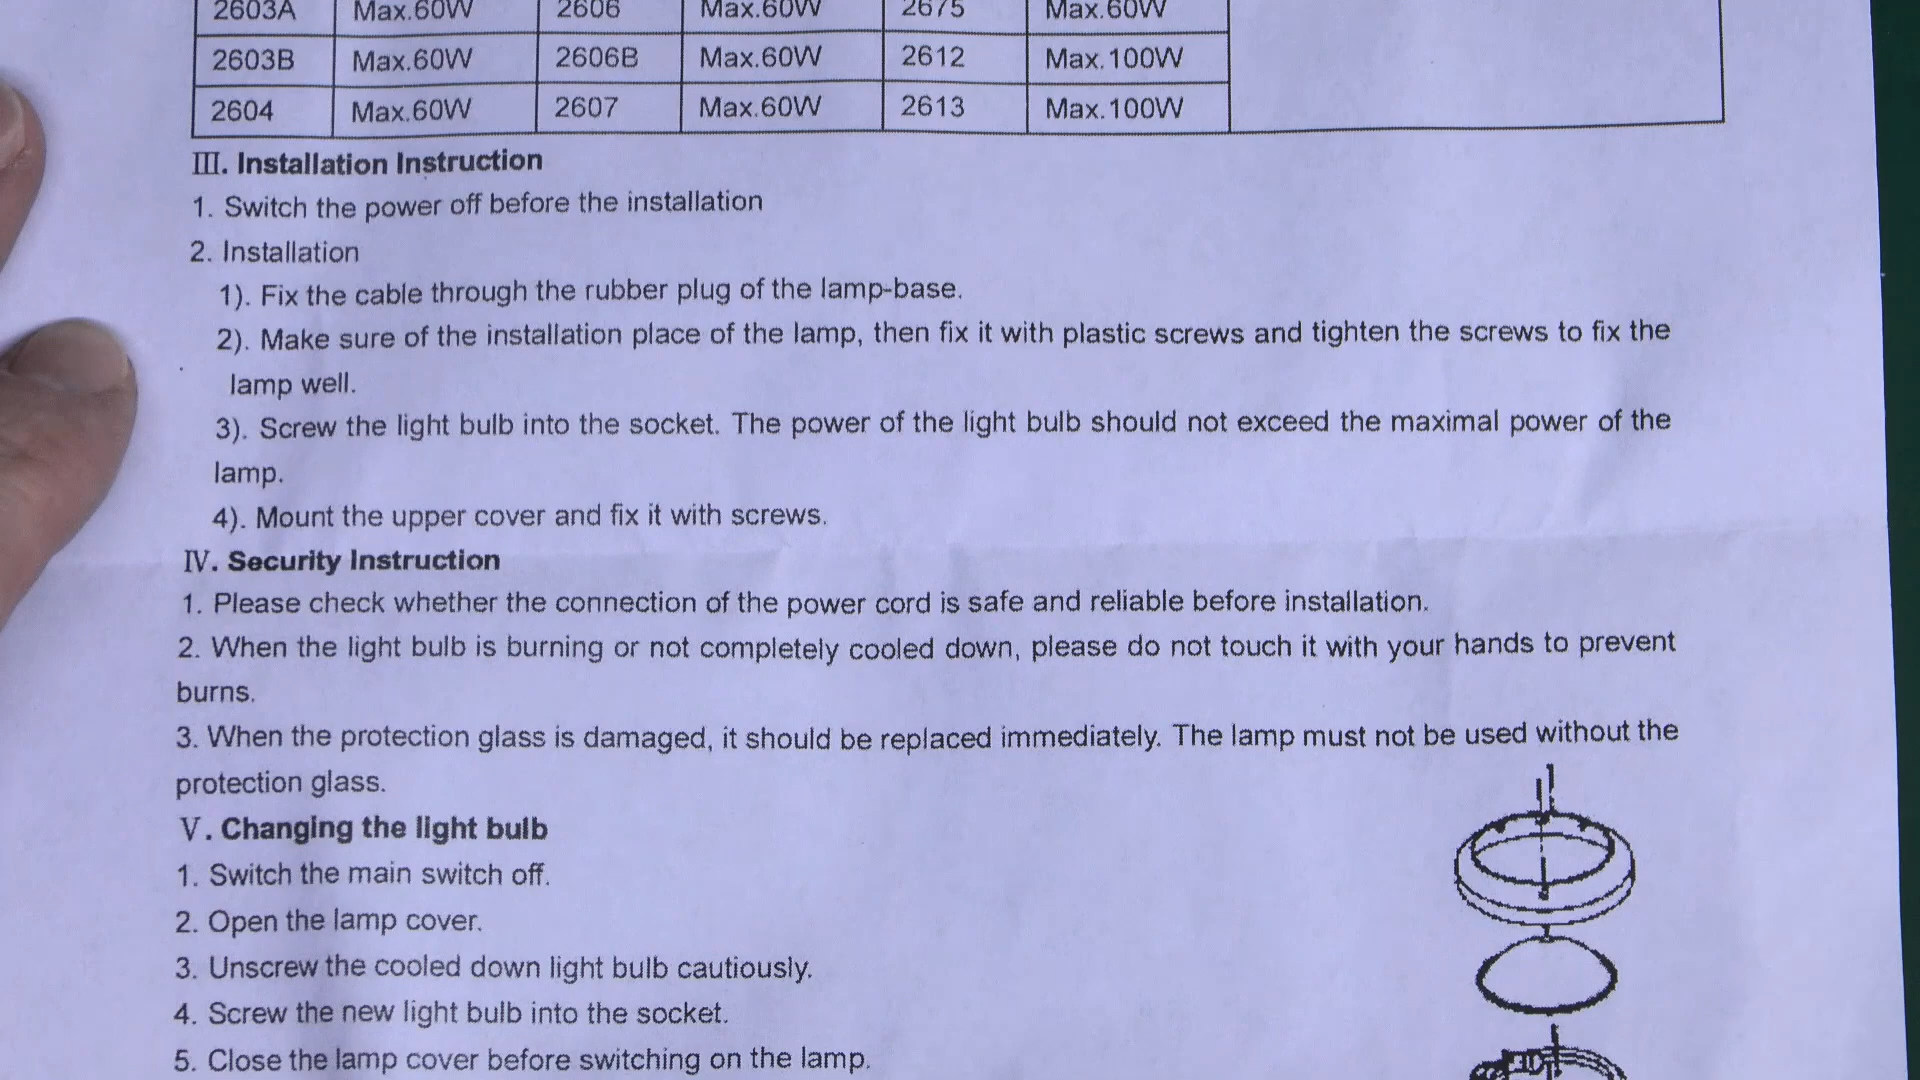 2603A Max.60W 2606 Max.60W 2675 Max.60W
2603B Max.60W 2606B Max.60W 2612 Max.100W
2604 Max.60W 2607 Max.60W 2613 Max.100W
Ⅲ. Installation Instruction
1. Switch the power off before the installation
2. Installation
1). Fix the cable through the rubber plug of the lamp-base.
2). Make sure of the installation place of the lamp, then fix it with plastic screws and tighten the screws to fix the
lamp well.
3). Screw the light bulb into the socket. The power of the light bulb should not exceed the maximal power of the
lamp.
4). Mount the upper cover and fix it with screws.
Ⅳ. Security Instruction
1. Please check whether the connection of the power cord is safe and reliable before installation.
2. When the light bulb is burning or not completely cooled down, please do not touch it with your hands to prevent
burns.
3. When the protection glass is damaged, it should be replaced immediately. The lamp must not be used without the
protection glass.
Ⅴ. Changing the light bulb
1. Switch the main switch off.
2. Open the lamp cover.
3. Unscrew the cooled down light bulb cautiously.
4. Screw the new light bulb into the socket.
5. Close the lamp cover before switching on the lamp.